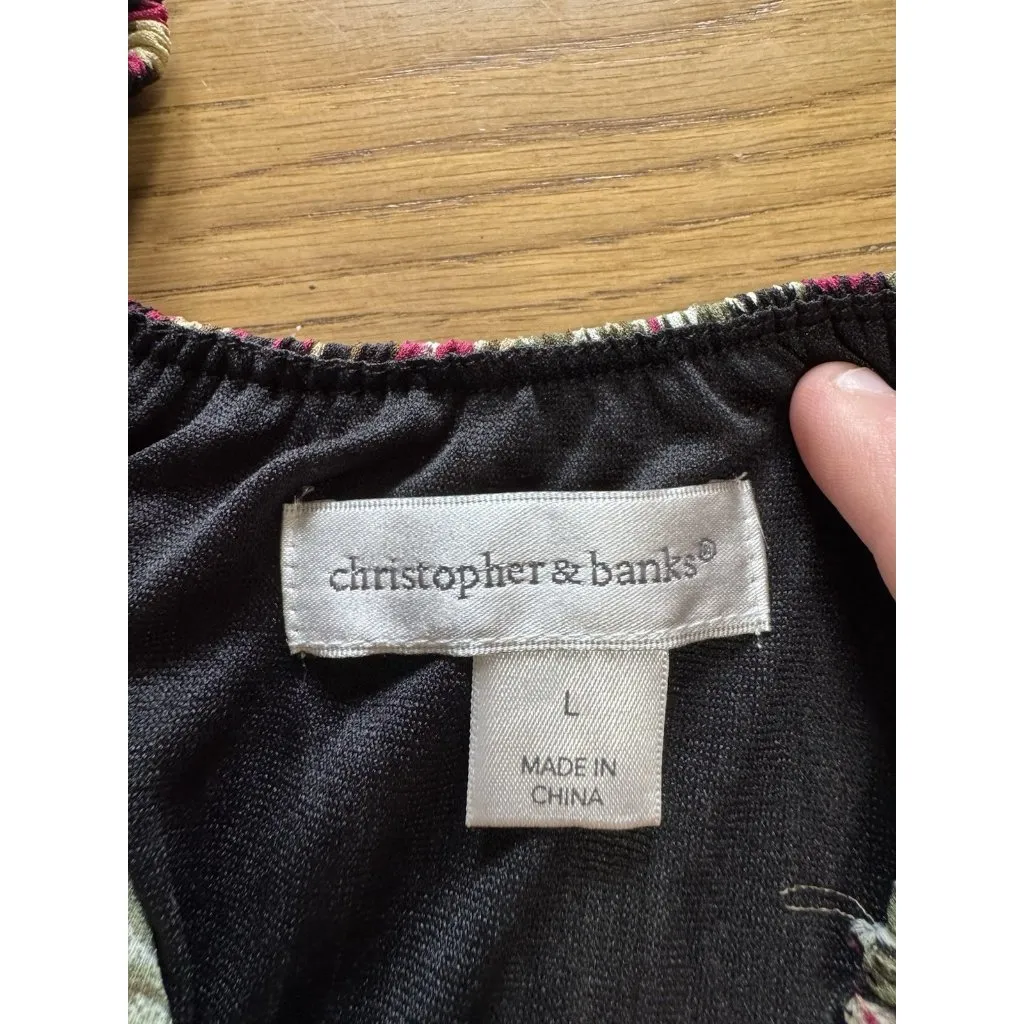 christopher & banks®
L
MADE IN
CHINA